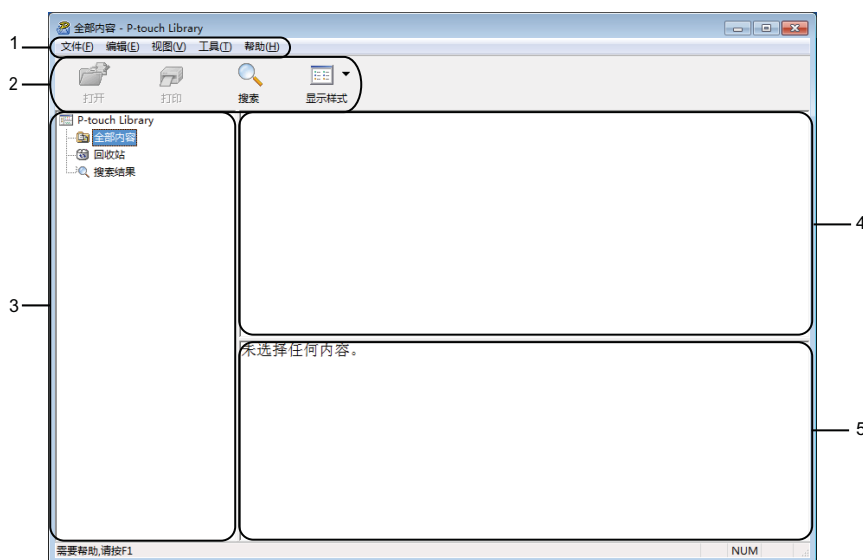 全部内容 - P-touch Library
1
文件(F) 编辑(E) 视图(V) 工具(T) 帮助(H)
2
打开 打印 搜索 显示样式
P-touch Library
全部内容
回收站
搜索结果
4
3
未选择任何内容。
5
需要帮助,请按F1 NUM